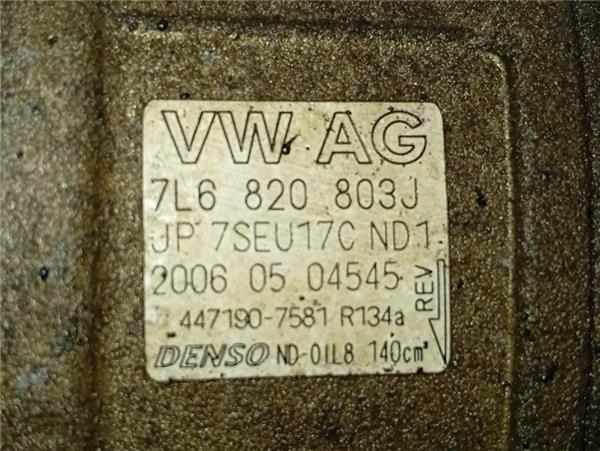 VW AG
7L6 820 803J
JP 7SEU17C ND1
2006 05 04545
REV
447190-7581 R134a
DENSO ND-OIL8 140cm³